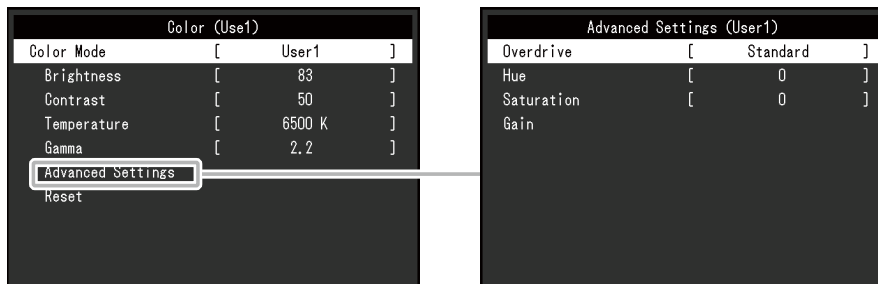 Color (Use1)
Color Mode [ User1 ]
Brightness [ 83 ]
Contrast [ 50 ]
Temperature [ 6500 K ]
Gamma [ 2.2 ]
Advanced Settings
Reset
Advanced Settings (User1)
Overdrive [ Standard ]
Hue [ 0 ]
Saturation [ 0 ]
Gain